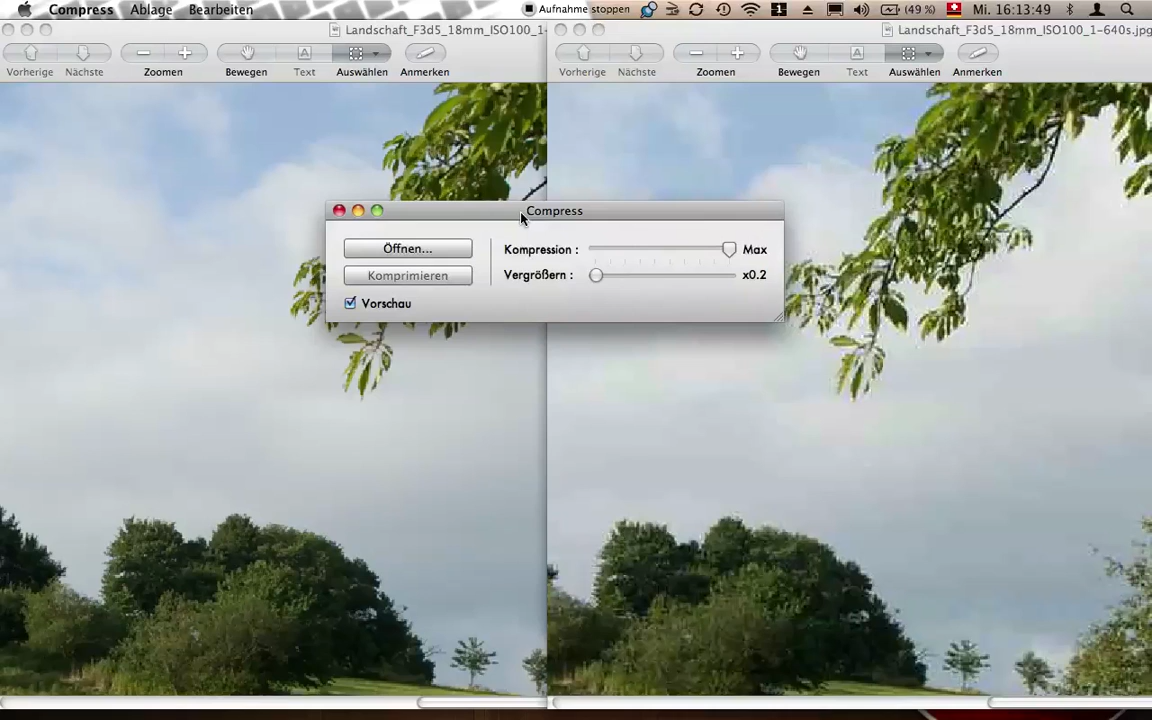 Compress Ablage Bearbeiten Aufnahme stoppen 1 (49 %) Mi. 16:13:49
Landschaft_F3d5_18mm_ISO100_1-
Vorherige Nächste Zoomen Bewegen Text Auswählen Anmerken
Landschaft_F3d5_18mm_ISO100_1-640s.jpg
Vorherige Nächste Zoomen Bewegen Text Auswählen Anmerken
Compress
Öffnen...
Komprimieren
Vorschau
Kompression : Max
Vergrößern : x0.2